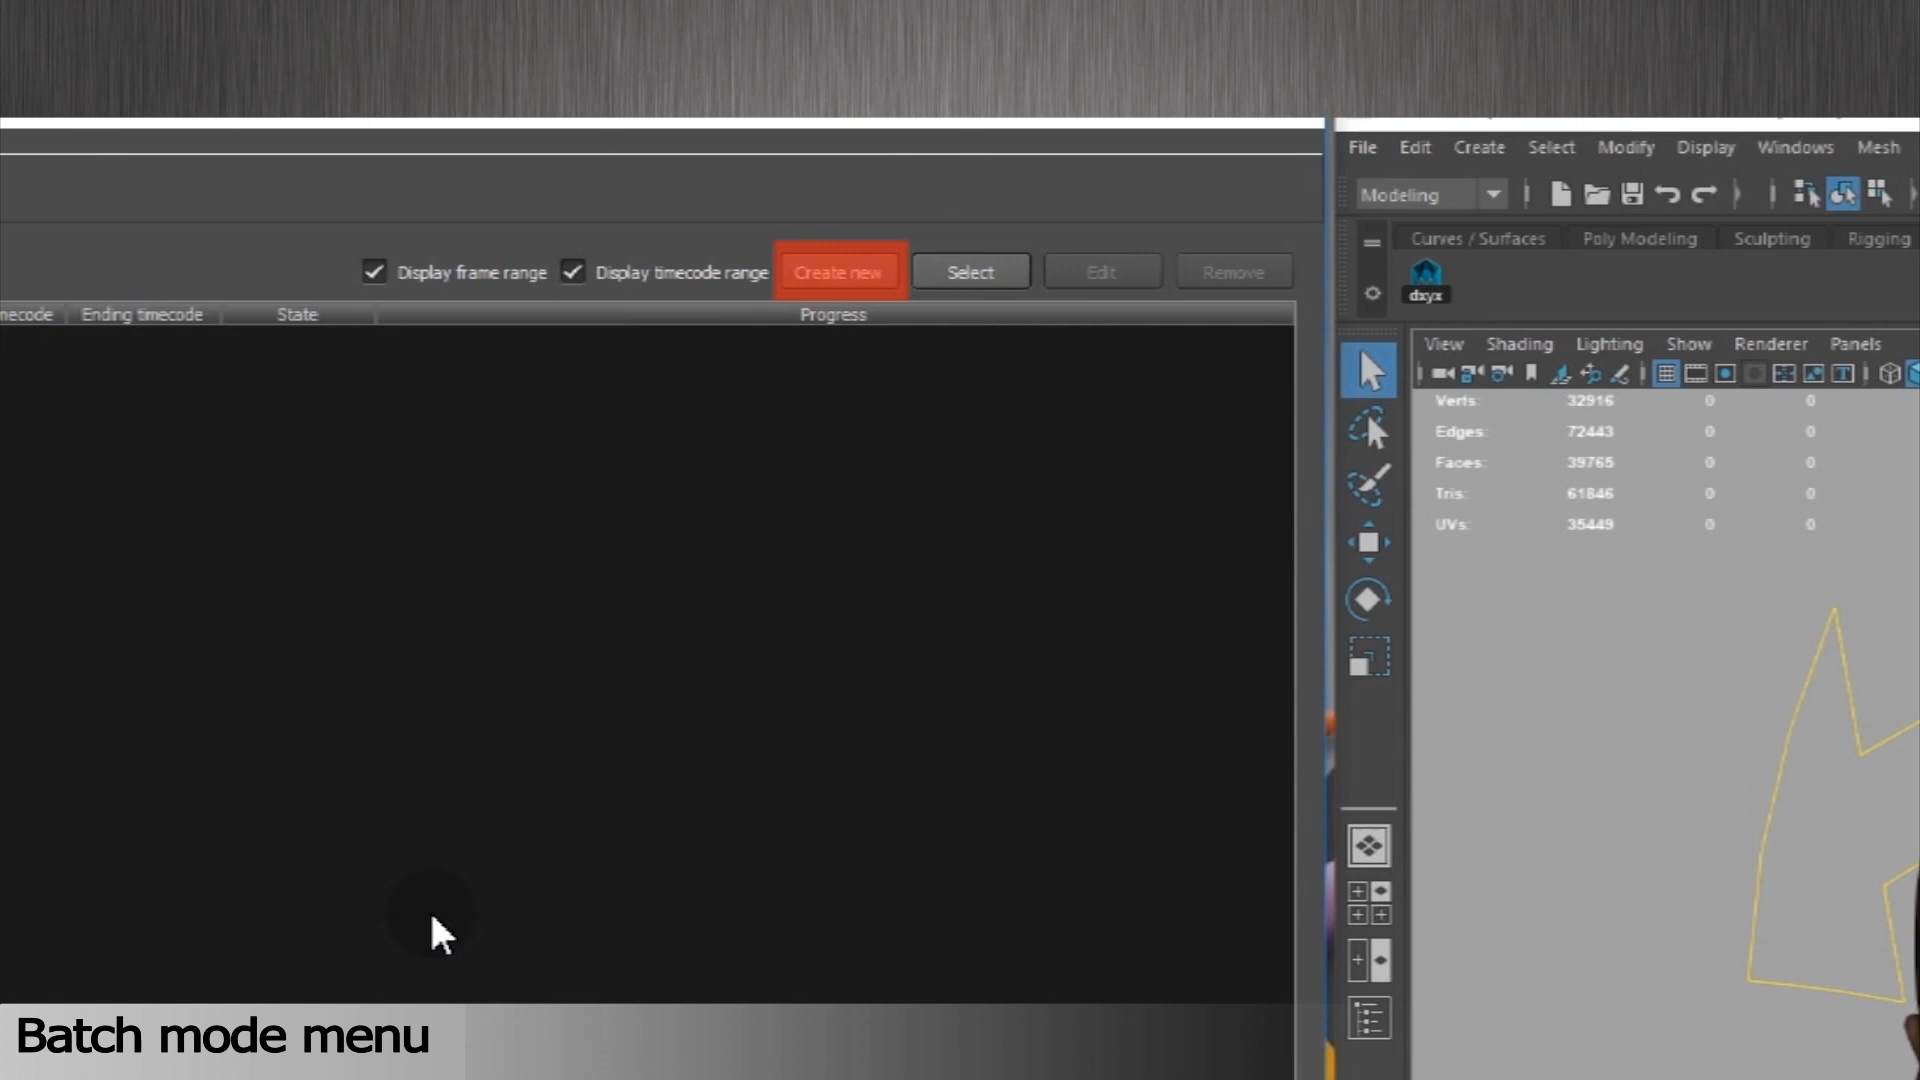 File Edit Create Select Modify Display Windows Mesh
Modeling
Curves / Surfaces Poly Modeling Sculpting Rigging
dxyx
Display frame range Display timecode range Create new Select Edit Remove
Ending timecode State Progress
View Shading Lighting Show Renderer Panels
Verts: 32916 0 0
Edges: 72443 0 0
Faces: 39765 0 0
Tris: 61846 0 0
UVs: 35449 0 0
Batch mode menu